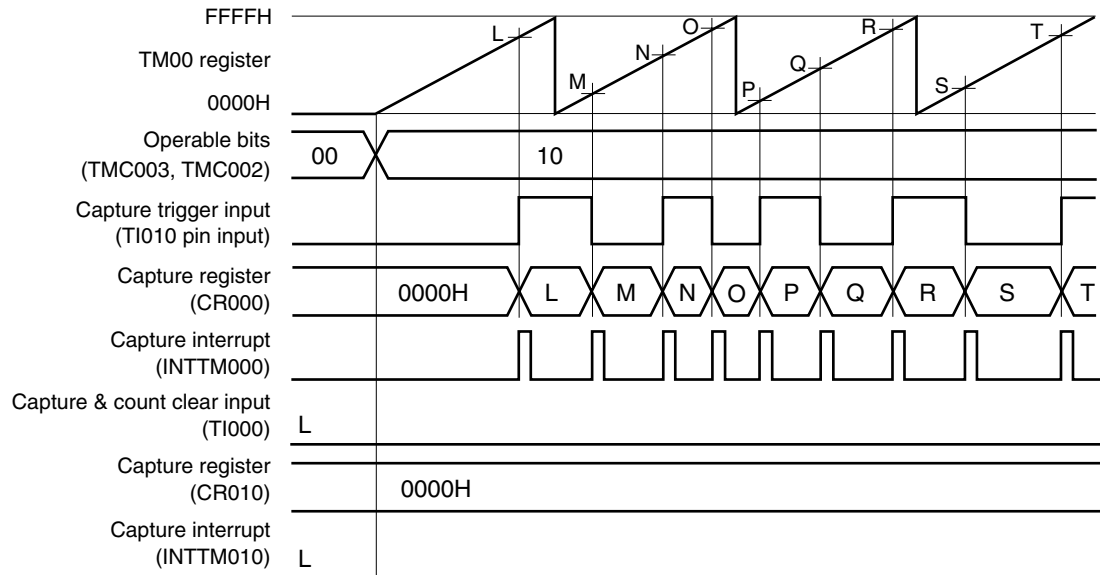 FFFFH
TM00 register
0000H
L
M
N
O
P
Q
R
S
T
Operable bits
(TMC003, TMC002)
00
10
Capture trigger input
(TI010 pin input)
Capture register
(CR000)
0000H
L
M
N
O
P
Q
R
S
T
Capture interrupt
(INTTM000)
Capture & count clear input
(TI000)
L
Capture register
(CR010)
0000H
Capture interrupt
(INTTM010)
L